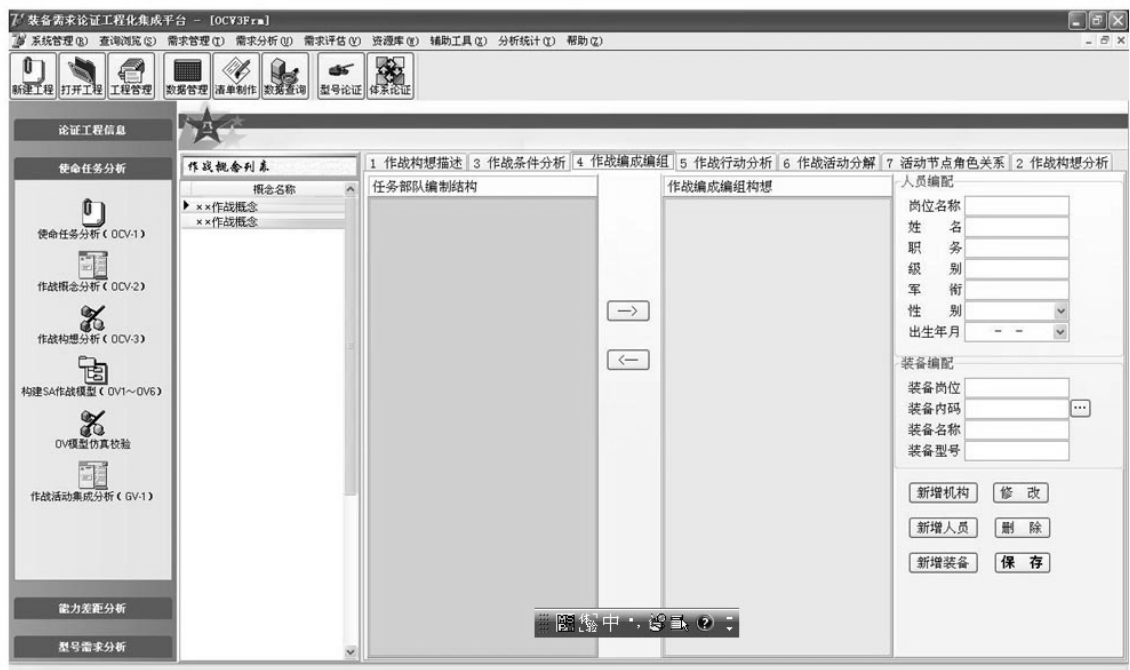 装备需求论证工程化集成平台 - [OCV3Frm]
系统管理(R) 查询浏览(S) 需求管理(T) 需求分析(U) 需求评估(V) 资源库(W) 辅助工具(X) 分析统计(Y) 帮助(Z)
新建工程 打开工程 工程管理 数据管理 清单制作 数据查询 型号论证 体系论证
论证工程信息
使命任务分析
使命任务分析(OCV-1)
作战概念分析(OCV-2)
作战构想分析(OCV-3)
构建SA作战模型(OV1～OV6)
OV模型仿真校验
作战活动集成分析(GV-1)
能力差距分析
型号需求分析
八一
作战概念列表
概念名称
××作战概念
××作战概念
1 作战构想描述 3 作战条件分析 4 作战编成编组 5 作战行动分析 6 作战活动分解 7 活动节点角色关系 2 作战构想分析
任务部队编制结构
作战编成编组构想
-->
<--
人员编配
岗位名称
姓 名
职 务
级 别
军 衔
性 别
出生年月 - -
装备编配
装备岗位
装备内码 ...
装备名称
装备型号
新增机构 修 改
新增人员 删 除
新增装备 保 存
中